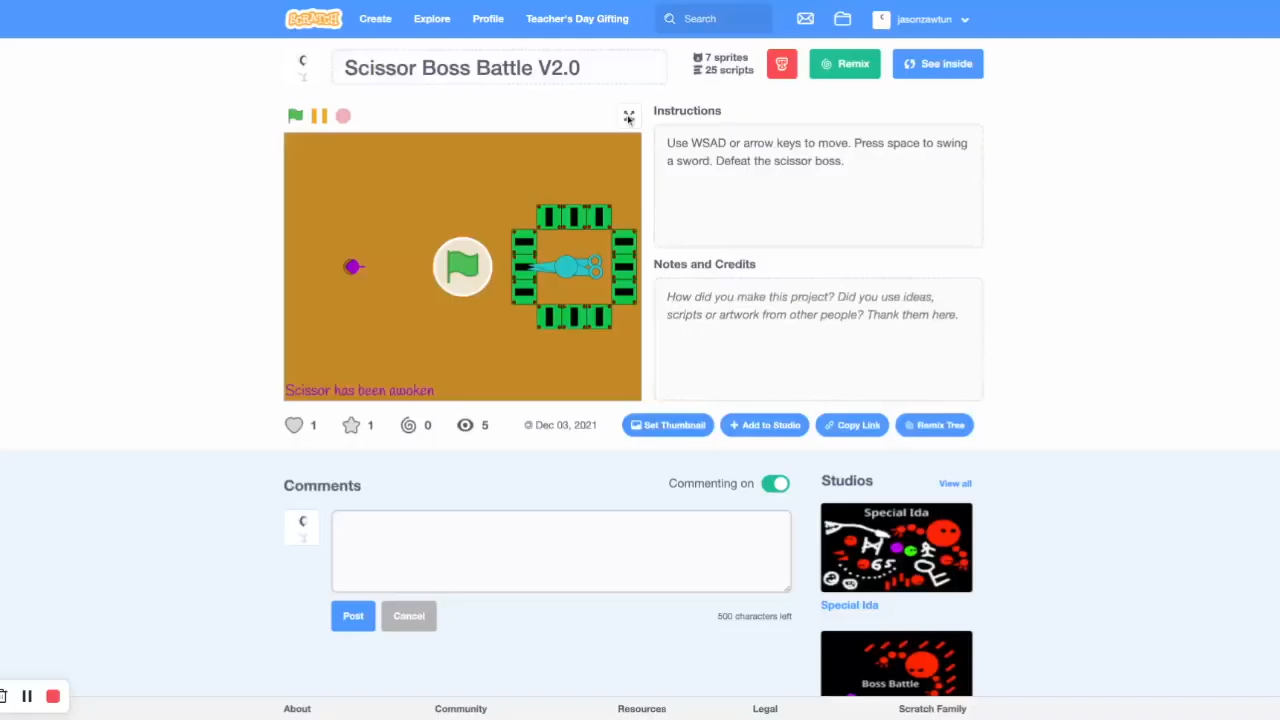 SCRATCH
Create
Explore
Profile
Teacher's Day Gifting
Search
jasonzawtun
Scissor Boss Battle V2.0
7 sprites
25 scripts
Remix
See inside
Instructions
Use WSAD or arrow keys to move. Press space to swing
a sword. Defeat the scissor boss.
Scissor has been awoken
Notes and Credits
How did you make this project? Did you use ideas,
scripts or artwork from other people? Thank them here.
1
1
0
5
© Dec 03, 2021
Set Thumbnail
Add to Studio
Copy Link
Remix Tree
Comments
Commenting on
Post
Cancel
500 characters left
Studios
View all
Special Ida
65
Special Ida
Boss Battle
About
Community
Resources
Legal
Scratch Family